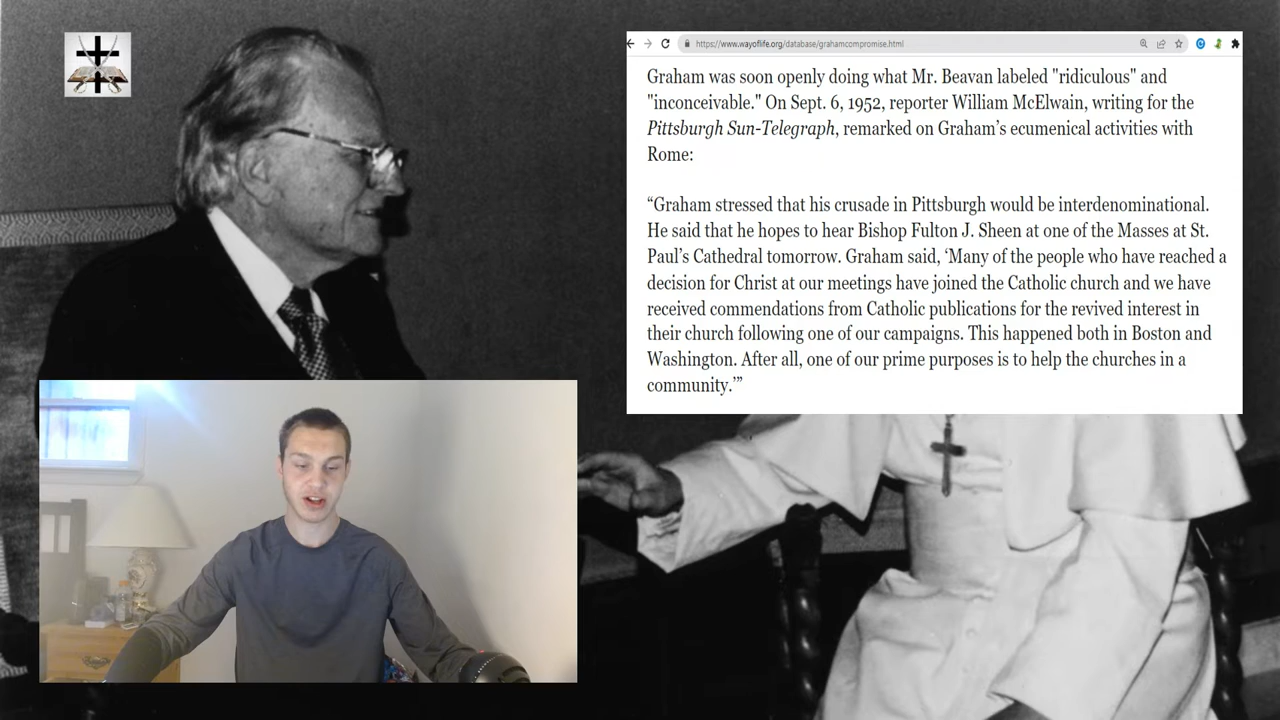 https://www.wayoflife.org/database/grahamcompromise.html
Graham was soon openly doing what Mr. Beavan labeled "ridiculous" and
"inconceivable." On Sept. 6, 1952, reporter William McElwain, writing for the
Pittsburgh Sun-Telegraph, remarked on Graham’s ecumenical activities with
Rome:
“Graham stressed that his crusade in Pittsburgh would be interdenominational.
He said that he hopes to hear Bishop Fulton J. Sheen at one of the Masses at St.
Paul’s Cathedral tomorrow. Graham said, ‘Many of the people who have reached a
decision for Christ at our meetings have joined the Catholic church and we have
received commendations from Catholic publications for the revived interest in
their church following one of our campaigns. This happened both in Boston and
Washington. After all, one of our prime purposes is to help the churches in a
community.’”